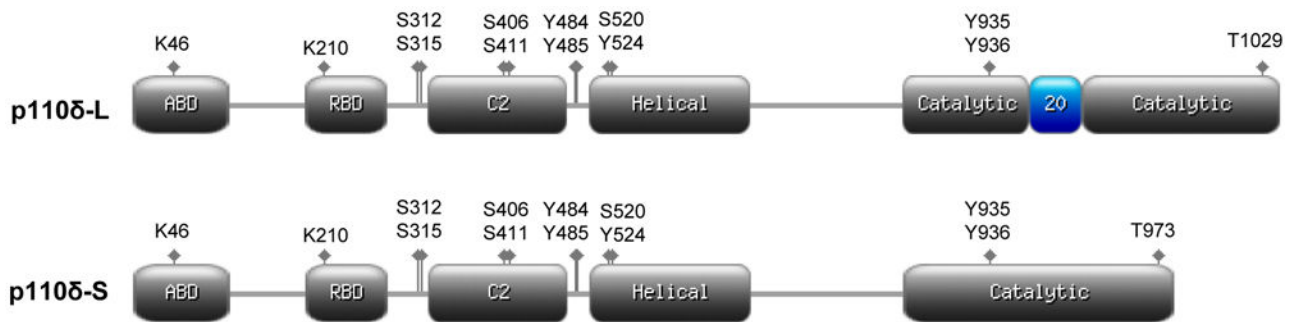 S312 S406 Y484 S520 Y935
K46 K210 S315 S411 Y485 Y524 Y936 T1029
p110δ-L ABD RBD C2 Helical Catalytic 20 Catalytic
S312 S406 Y484 S520 Y935
K46 K210 S315 S411 Y485 Y524 Y936 T973
p110δ-S ABD RBD C2 Helical Catalytic